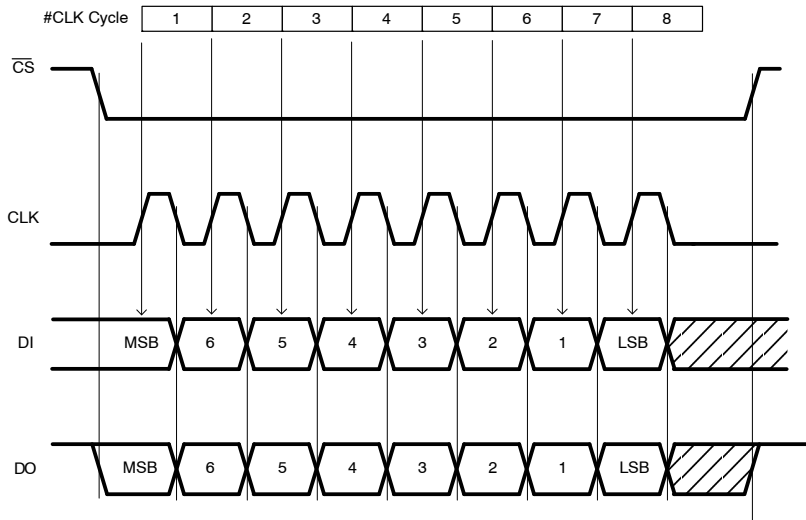 #CLK Cycle 1 2 3 4 5 6 7 8
CS
CLK
DI MSB 6 5 4 3 2 1 LSB
DO MSB 6 5 4 3 2 1 LSB